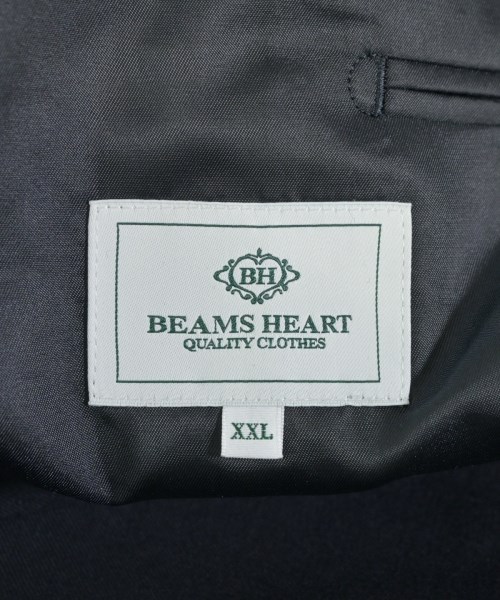 BH
BEAMS HEART
QUALITY CLOTHES
XXL